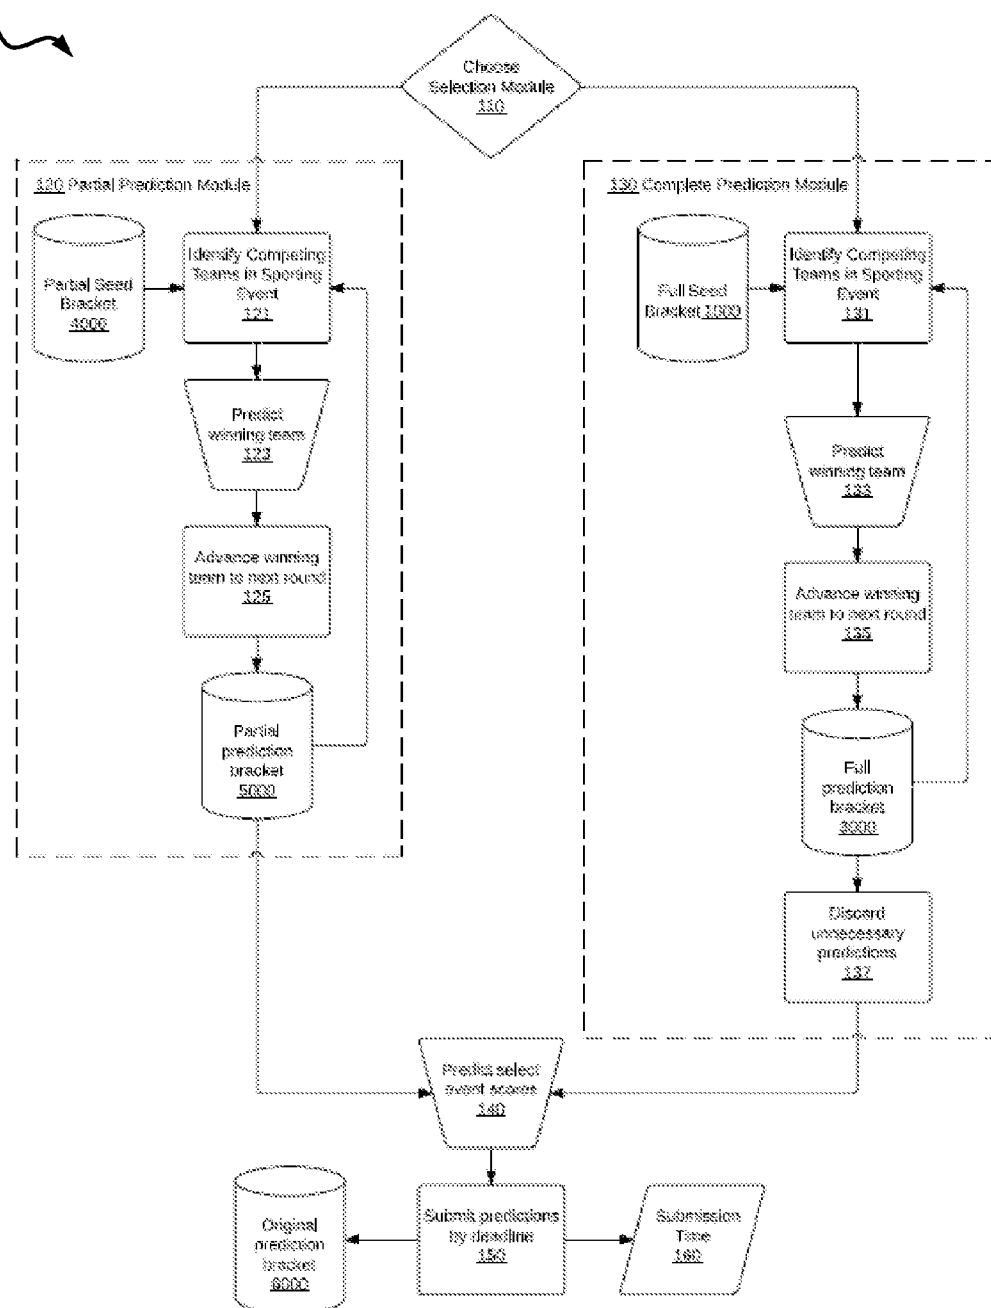 Choose
Selection Module
110
120 Partial Prediction Module
Partial Seed
Bracket
4000
Identify Competing
Teams in Sporting
Event
121
Predict
winning team
123
Advance winning
team to next round
125
Partial
prediction
bracket
5000
130 Complete Prediction Module
Full Seed
Bracket 1000
Identify Competing
Teams in Sporting
Event
131
Predict
winning team
133
Advance winning
team to next round
135
Full
prediction
bracket
3000
Discard
unnecessary
predictions
137
Predict select
event scores
140
Original
prediction
bracket
6000
Submit predictions
by deadline
150
Submission
Time
160